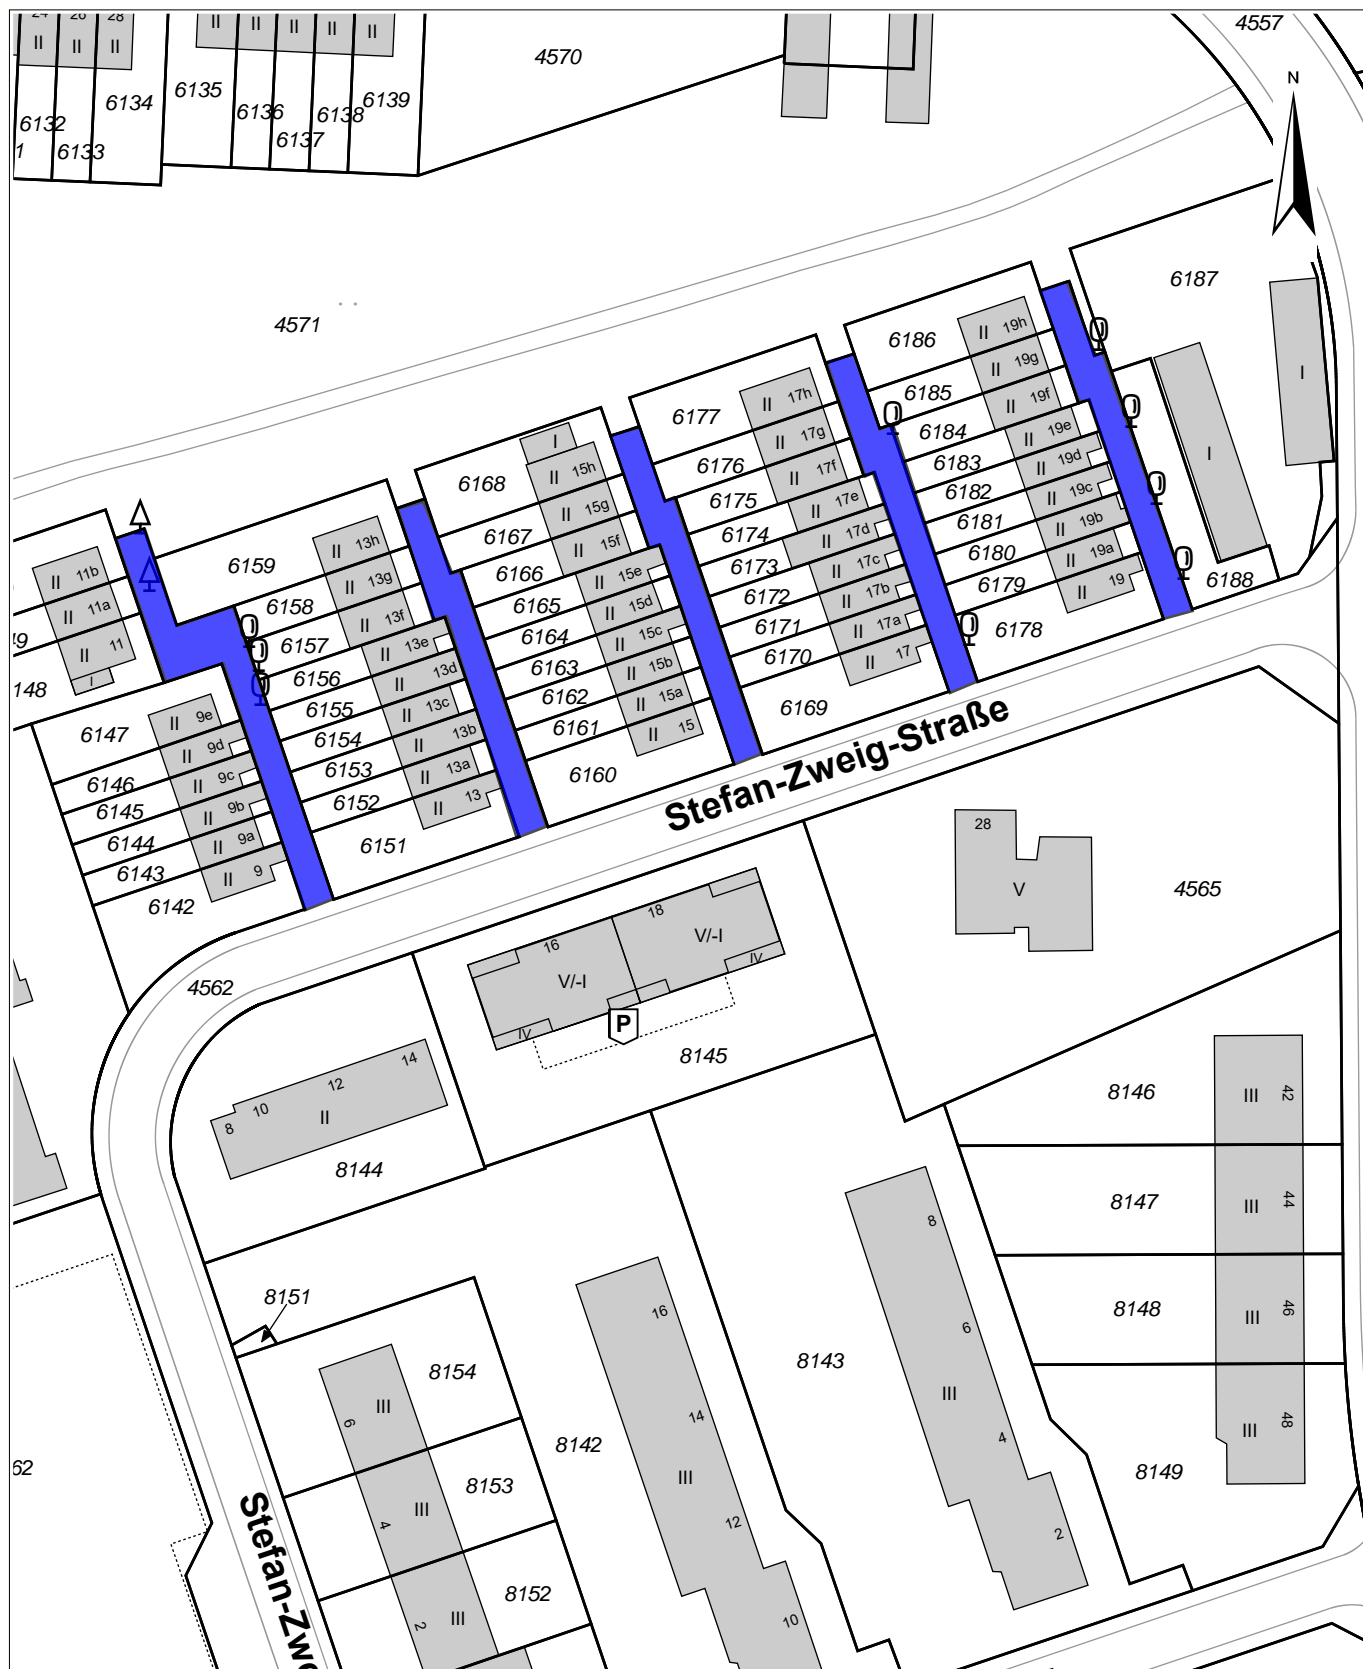 24 26 28
II II II
II II II II II
4570
4557
N
6132 6133 6134 6135 6136 6137 6138 6139
1
4571
6187
I
I
6186 II 19h
6185 II 19g
6184 II 19f
6183 II 19e
6182 II 19d
6181 II 19c
6180 II 19b
6179 II 19a
6178 II 19
6188
6177 II 17h
6176 II 17g
6175 II 17f
6174 II 17e
6173 II 17d
6172 II 17c
6171 II 17b
6170 II 17a
6169 II 17
I
6168 II 15h
6167 II 15g
6166 II 15f
6165 II 15e
6164 II 15d
6163 II 15c
6162 II 15b
6161 II 15a
6160 II 15
6159 II 13h
6158 II 13g
6157 II 13f
6156 II 13e
6155 II 13d
6154 II 13c
6153 II 13b
6152 II 13a
6151 II 13
II 11b
II 11a
II 11
I
49
148
6147 II 9e
6146 II 9d
6145 II 9c
6144 II 9b
6143 II 9a
6142 II 9
Stefan-Zweig-Straße
28
V
4565
16 18
V/-I V/-I
IV IV
P
4562
8145
8 10 12 14
II
8144
8146 III 42
8147 III 44
8148 III 46
8149 III 48
8151
8154 III 6
8153 III 4
8152 III 2
8142
16
14
III
12
10
8143
8
6
III
4
2
62
Stefan-Zwe